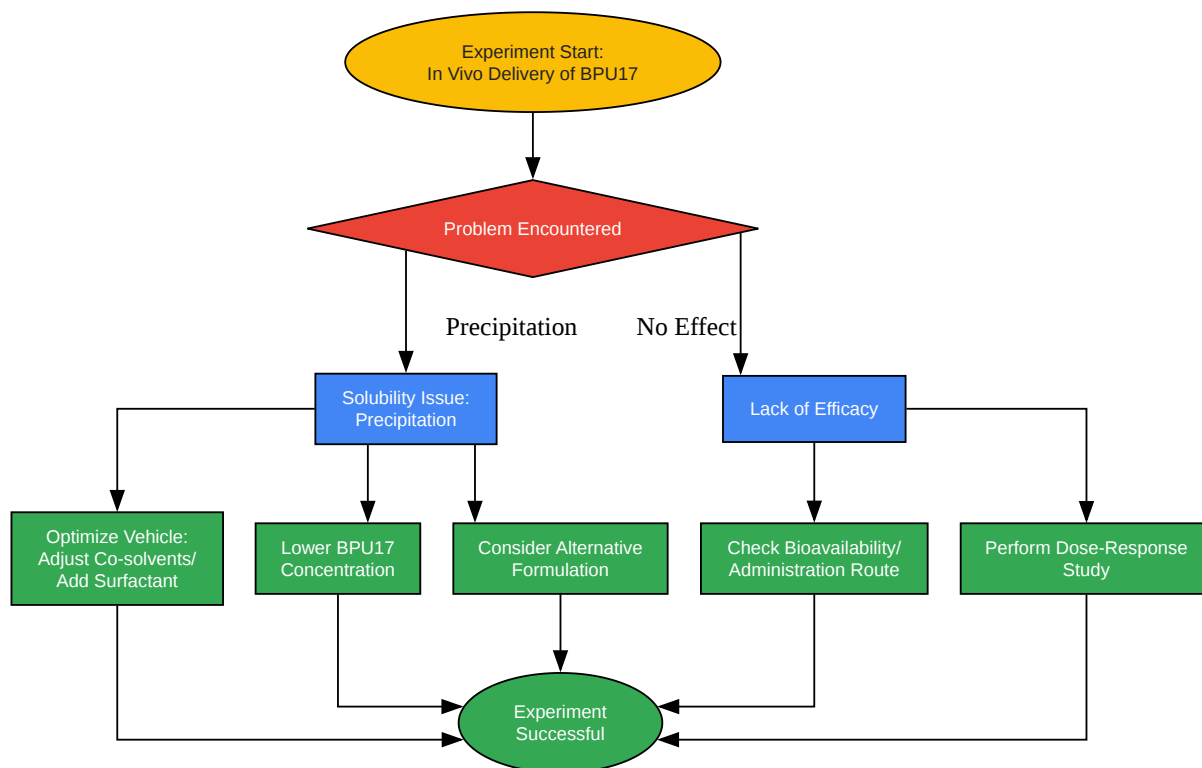 Experiment Start:
In Vivo Delivery of BPU17
Problem Encountered
Precipitation
No Effect
Solubility Issue:
Precipitation
Lack of Efficacy
Optimize Vehicle:
Adjust Co-solvents/
Add Surfactant
Lower BPU17
Concentration
Consider Alternative
Formulation
Check Bioavailability/
Administration Route
Perform Dose-Response
Study
Experiment
Successful